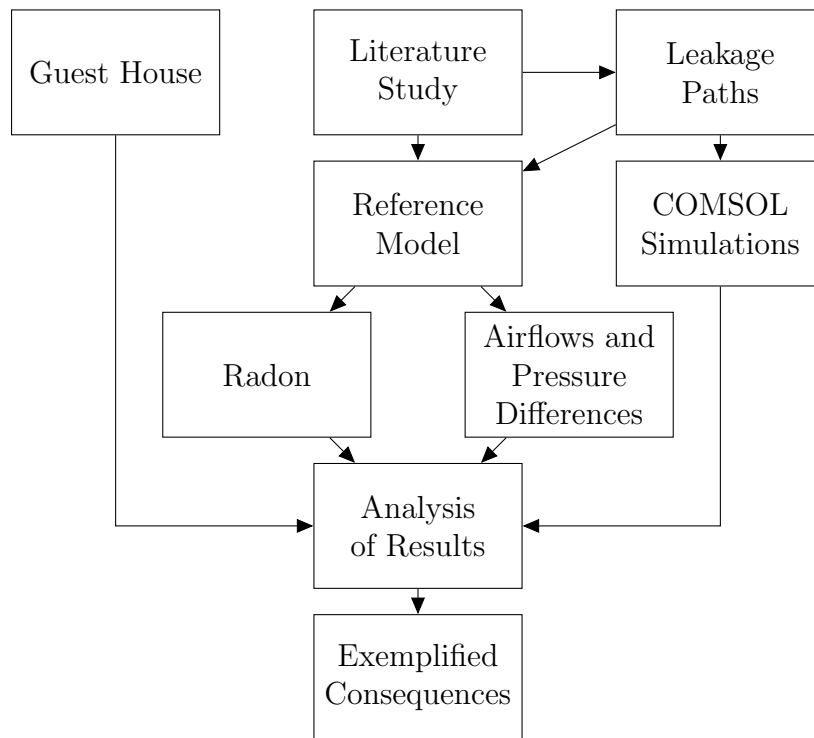 Guest House
Literature
Study
Leakage
Paths
Reference
Model
COMSOL
Simulations
Radon
Airflows and
Pressure
Differences
Analysis
of Results
Exemplified
Consequences